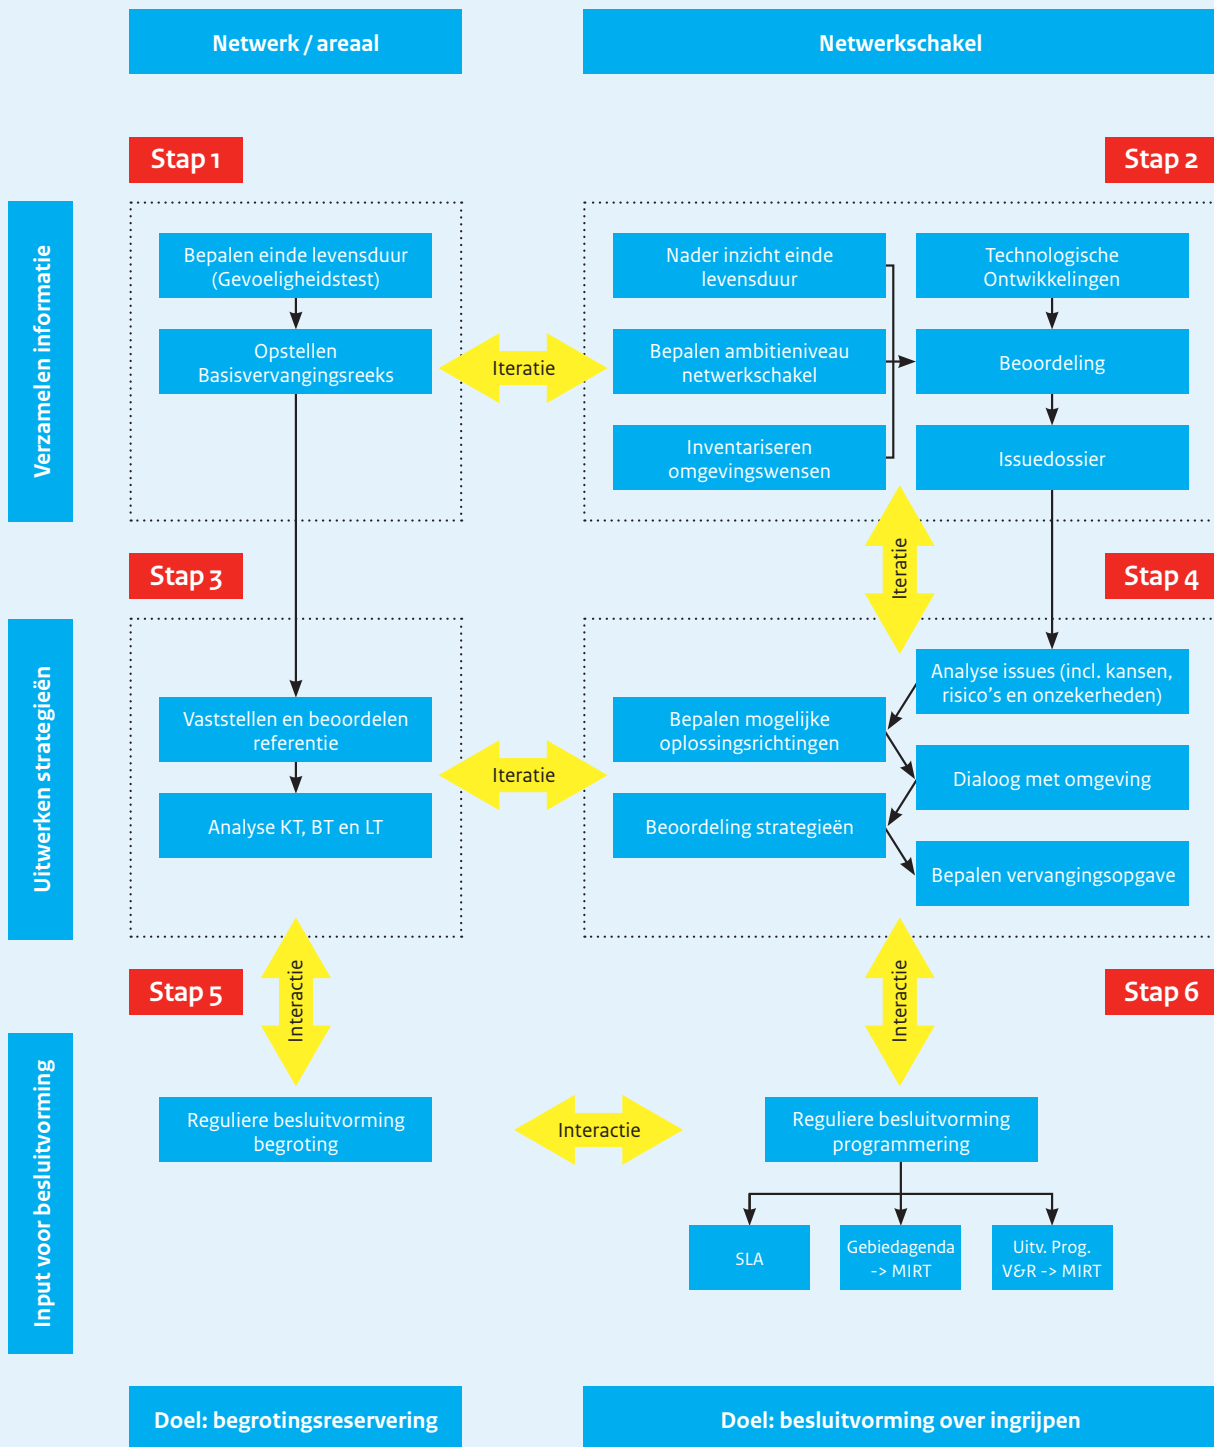 Netwerk / areaal
Netwerkschakel
Stap 1
Stap 2
Verzamelen informatie
Bepalen einde levensduur
(Gevoeligheidstest)
Opstellen
Basisvervangingsreeks
Iteratie
Nader inzicht einde
levensduur
Bepalen ambitieniveau
netwerkschakel
Inventariseren
omgevingswensen
Technologische
Ontwikkelingen
Beoordeling
Issuedossier
Iteratie
Stap 3
Stap 4
Uitwerken strategieën
Vaststellen en beoordelen
referentie
Analyse KT, BT en LT
Iteratie
Analyse issues (incl. kansen,
risico's en onzekerheden)
Bepalen mogelijke
oplossingsrichtingen
Dialoog met omgeving
Beoordeling strategieën
Bepalen vervangingsopgave
Stap 5
Interactie
Interactie
Stap 6
Input voor besluitvorming
Reguliere besluitvorming
begroting
Interactie
Reguliere besluitvorming
programmering
SLA
Gebiedagenda
-> MIRT
Uitv. Prog.
V&R -> MIRT
Doel: begrotingsreservering
Doel: besluitvorming over ingrijpen